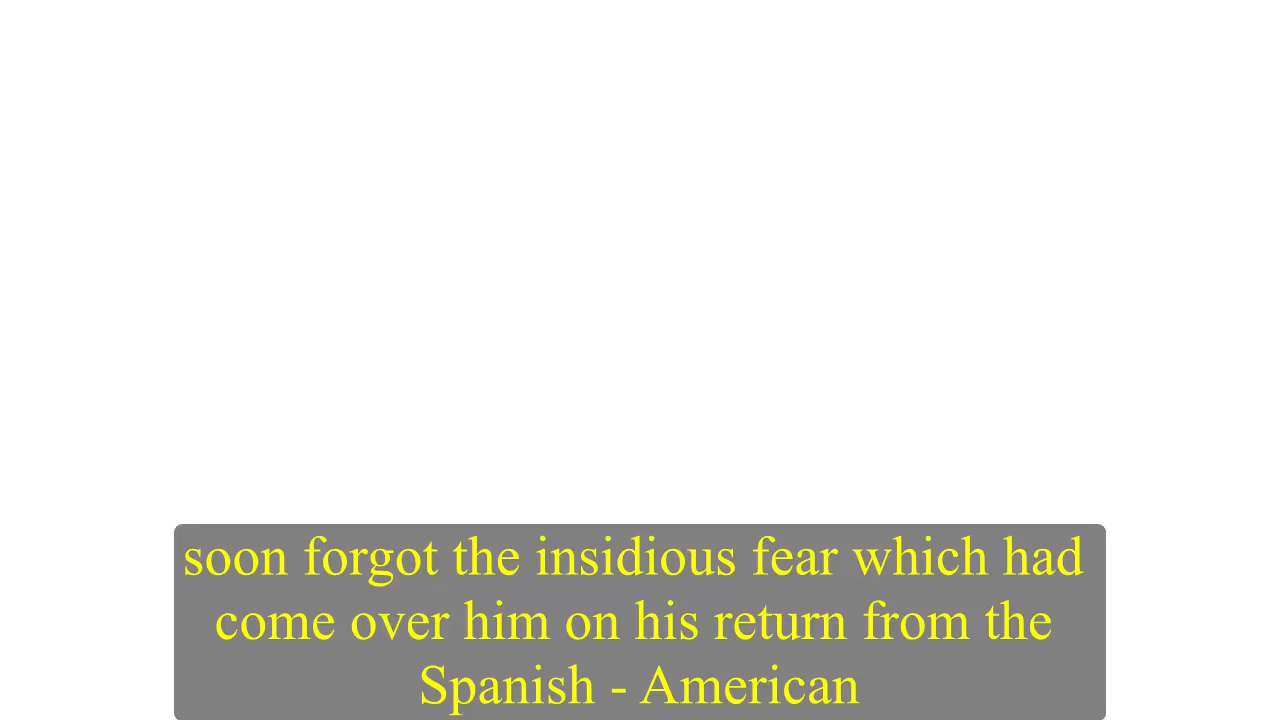 soon forgot the insidious fear which had
come over him on his return from the
Spanish - American